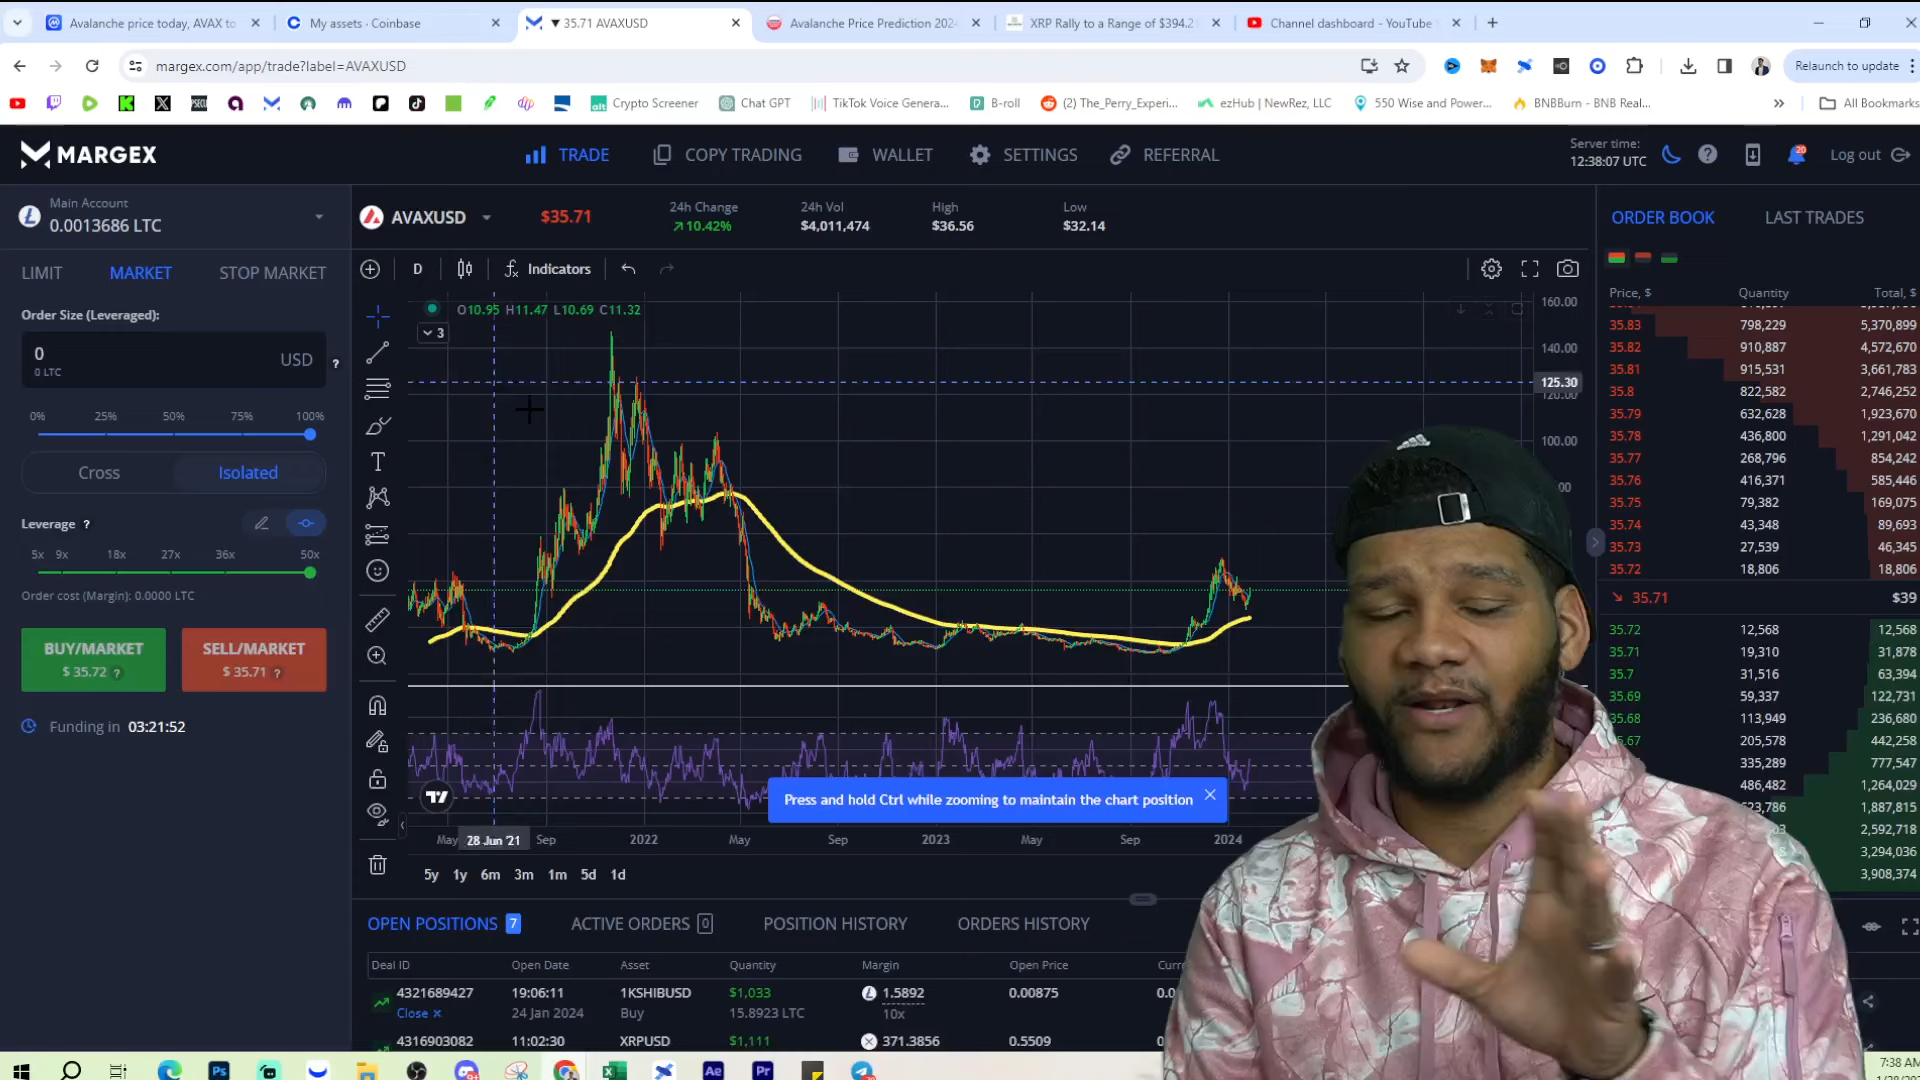 Avalanche price today, AVAX to
My assets · Coinbase
▼ 35.71 AVAXUSD
Avalanche Price Prediction 2024
XRP Rally to a Range of $394.2
Channel dashboard - YouTube
margex.com/app/trade?label=AVAXUSD
Relaunch to update
Crypto Screener
Chat GPT
TikTok Voice Genera...
B-roll
(2) The_Perry_Experi...
ezHub | NewRez, LLC
550 Wise and Power...
BNBBurn - BNB Real...
All Bookmarks
MARGEX
TRADE
COPY TRADING
WALLET
SETTINGS
REFERRAL
Server time:
12:38:07 UTC
20
Log out
Main Account
0.0013686 LTC
AVAXUSD
$35.71
24h Change
10.42%
24h Vol
$4,011,474
High
$36.56
Low
$32.14
ORDER BOOK
LAST TRADES
LIMIT
MARKET
STOP MARKET
D
Indicators
Order Size (Leveraged):
0
0 LTC
USD
0% 25% 50% 75% 100%
Cross
Isolated
Leverage ?
5x 9x 18x 27x 36x 50x
Order cost (Margin): 0.0000 LTC
BUY/MARKET
$ 35.72 ?
SELL/MARKET
$ 35.71 ?
Funding in 03:21:52
O10.95 H11.47 L10.69 C11.32
3
160.00
140.00
125.30
120.00
100.00
00
Press and hold Ctrl while zooming to maintain the chart position
May 28 Jun '21 Sep 2022 May Sep 2023 May Sep 2024
5y 1y 6m 3m 1m 5d 1d
Price, $ Quantity Total, $
35.83 798,229 5,370,899
35.82 910,887 4,572,670
35.81 915,531 3,661,783
35.8 822,582 2,746,252
35.79 632,628 1,923,670
35.78 436,800 1,291,042
35.77 268,796 854,242
35.76 416,371 585,446
35.75 79,382 169,075
35.74 43,348 89,693
35.73 27,539 46,345
35.72 18,806 18,806
35.71 $39
35.72 12,568 12,568
35.71 19,310 31,878
35.7 31,516 63,394
35.69 59,337 122,731
35.68 113,949 236,680
205,578 442,258
335,289 777,547
486,482 1,264,029
1,887,815
2,592,718
3,294,036
3,908,374
OPEN POSITIONS 7
ACTIVE ORDERS 0
POSITION HISTORY
ORDERS HISTORY
Deal ID Open Date Asset Quantity Margin Open Price
4321689427 19:06:11 1KSHIBUSD $1,033 1.5892 0.00875 0.0
Close × 24 Jan 2024 Buy 15.8923 LTC 10x
4316903082 11:02:30 XRPUSD $1,111 371.3856 0.5509
7:38 AM